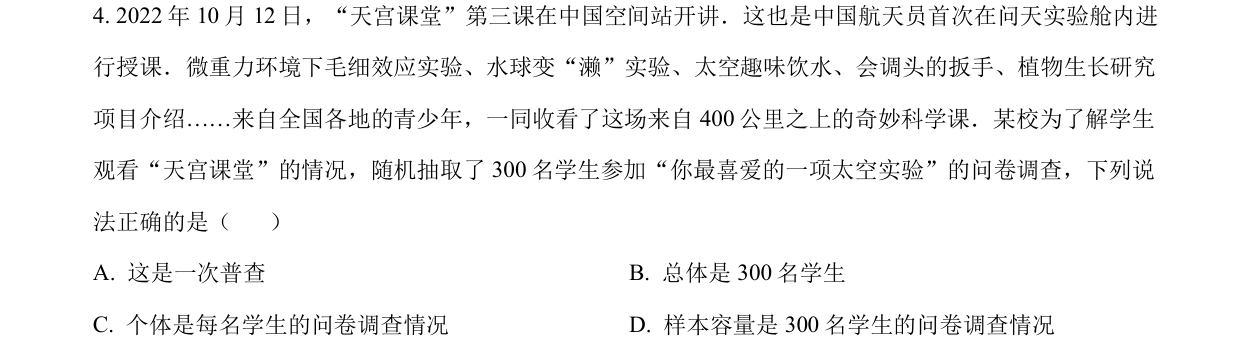 4. 2022 年 10 月 12 日，“天宫课堂”第三课在中国空间站开讲．这也是中国航天员首次在问天实验舱内进
行授课．微重力环境下毛细效应实验、水球变“濑”实验、太空趣味饮水、会调头的扳手、植物生长研究
项目介绍……来自全国各地的青少年，一同收看了这场来自 400 公里之上的奇妙科学课．某校为了解学生
观看“天宫课堂”的情况，随机抽取了 300 名学生参加“你最喜爱的一项太空实验”的问卷调查，下列说
法正确的是（　　）
A. 这是一次普查　　B. 总体是 300 名学生
C. 个体是每名学生的问卷调查情况　　D. 样本容量是 300 名学生的问卷调查情况